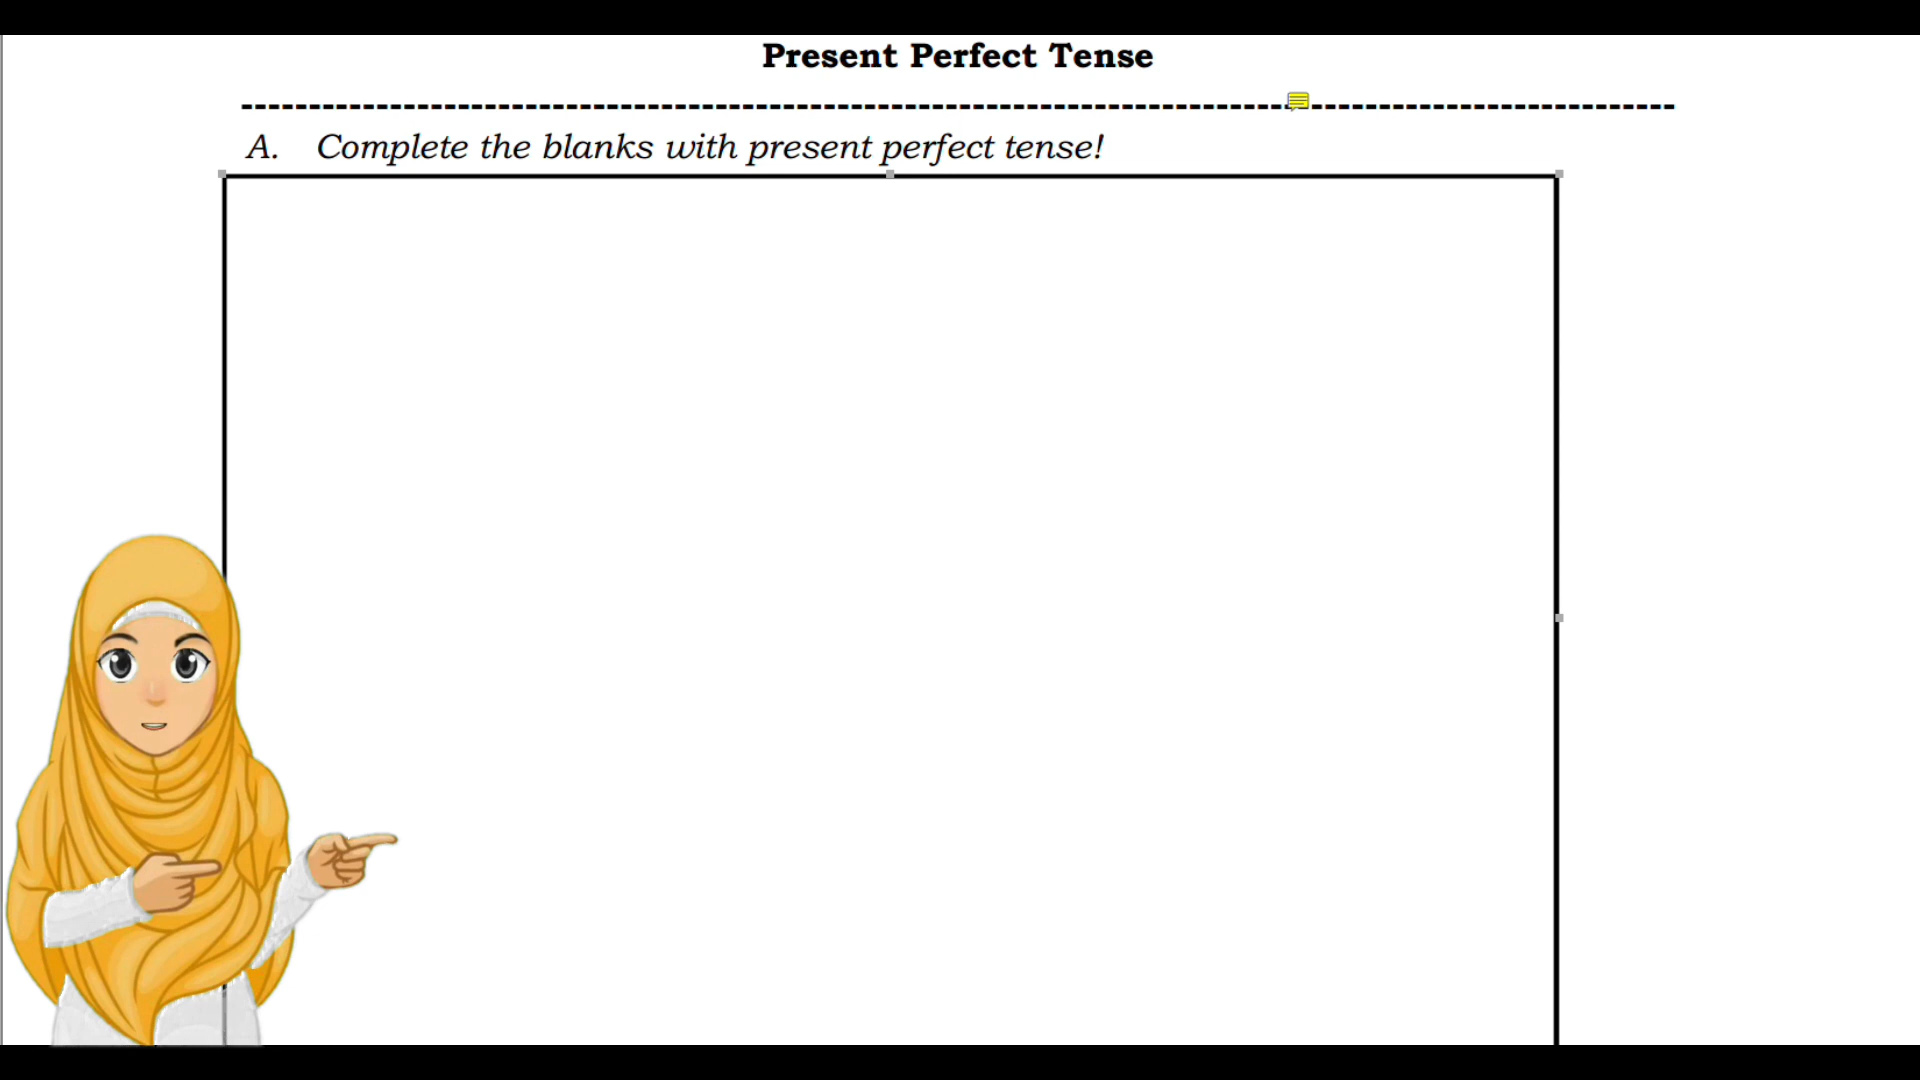 Present Perfect Tense
A. Complete the blanks with present perfect tense!